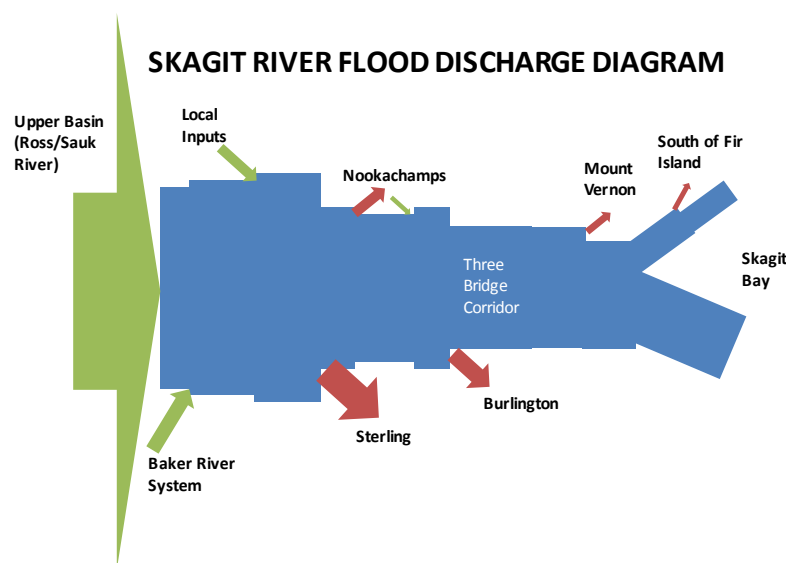 SKAGIT RIVER FLOOD DISCHARGE DIAGRAM
Upper Basin
(Ross/Sauk
River)
Local
Inputs
Nookachamps
Mount
Vernon
South of Fir
Island
Three
Bridge
Corridor
Skagit
Bay
Burlington
Sterling
Baker River
System